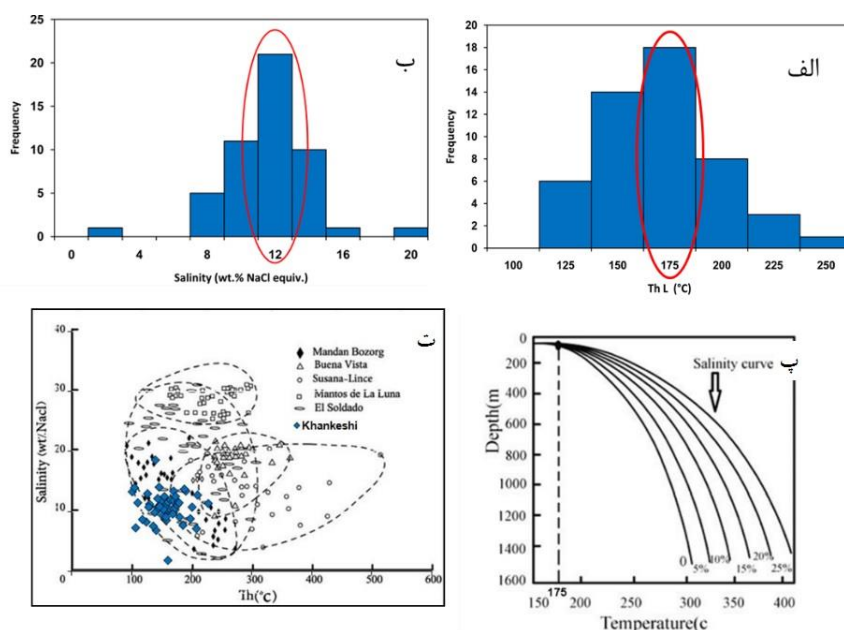 ب
Frequency
25
20
15
10
5
0
0 4 8 12 16 20
Salinity (wt.% NaCl equiv.)
الف
Frequency
20
18
16
14
12
10
8
6
4
2
0
100 125 150 175 200 225 250
Th L (°C)
ت
Salinity (wt/.Nacl)
40
30
20
10
0 100 200 300 400 500 600
Th(°c)
Mandan Bozorg
Buena Vista
Susana-Lince
Mantos de La Luna
El Soldado
Khankeshi
پ
Salinity curve
Depth(m
0
200
400
600
800
1000
1200
1400
1600
0
5%
10%
15%
20%
25%
150 175 200 250 300 350 400
Temperature(c